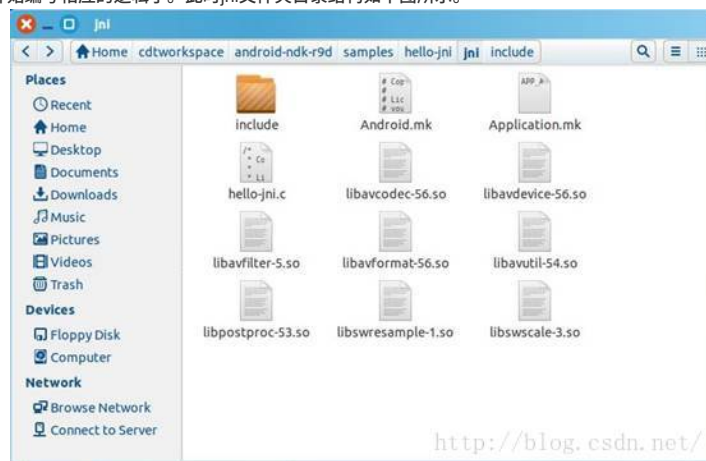 jni
Home cdtworkspace android-ndk-r9d samples hello-jni jni include
Places
Recent
Home
Desktop
Documents
Downloads
Music
Pictures
Videos
Trash
Devices
Floppy Disk
Computer
Network
Browse Network
Connect to Server
include Android.mk Application.mk
hello-jni.c libavcodec-56.so libavdevice-56.so
libavfilter-5.so libavformat-56.so libavutil-54.so
libpostproc-53.so libswresample-1.so libswscale-3.so
http://blog.csdn.net/